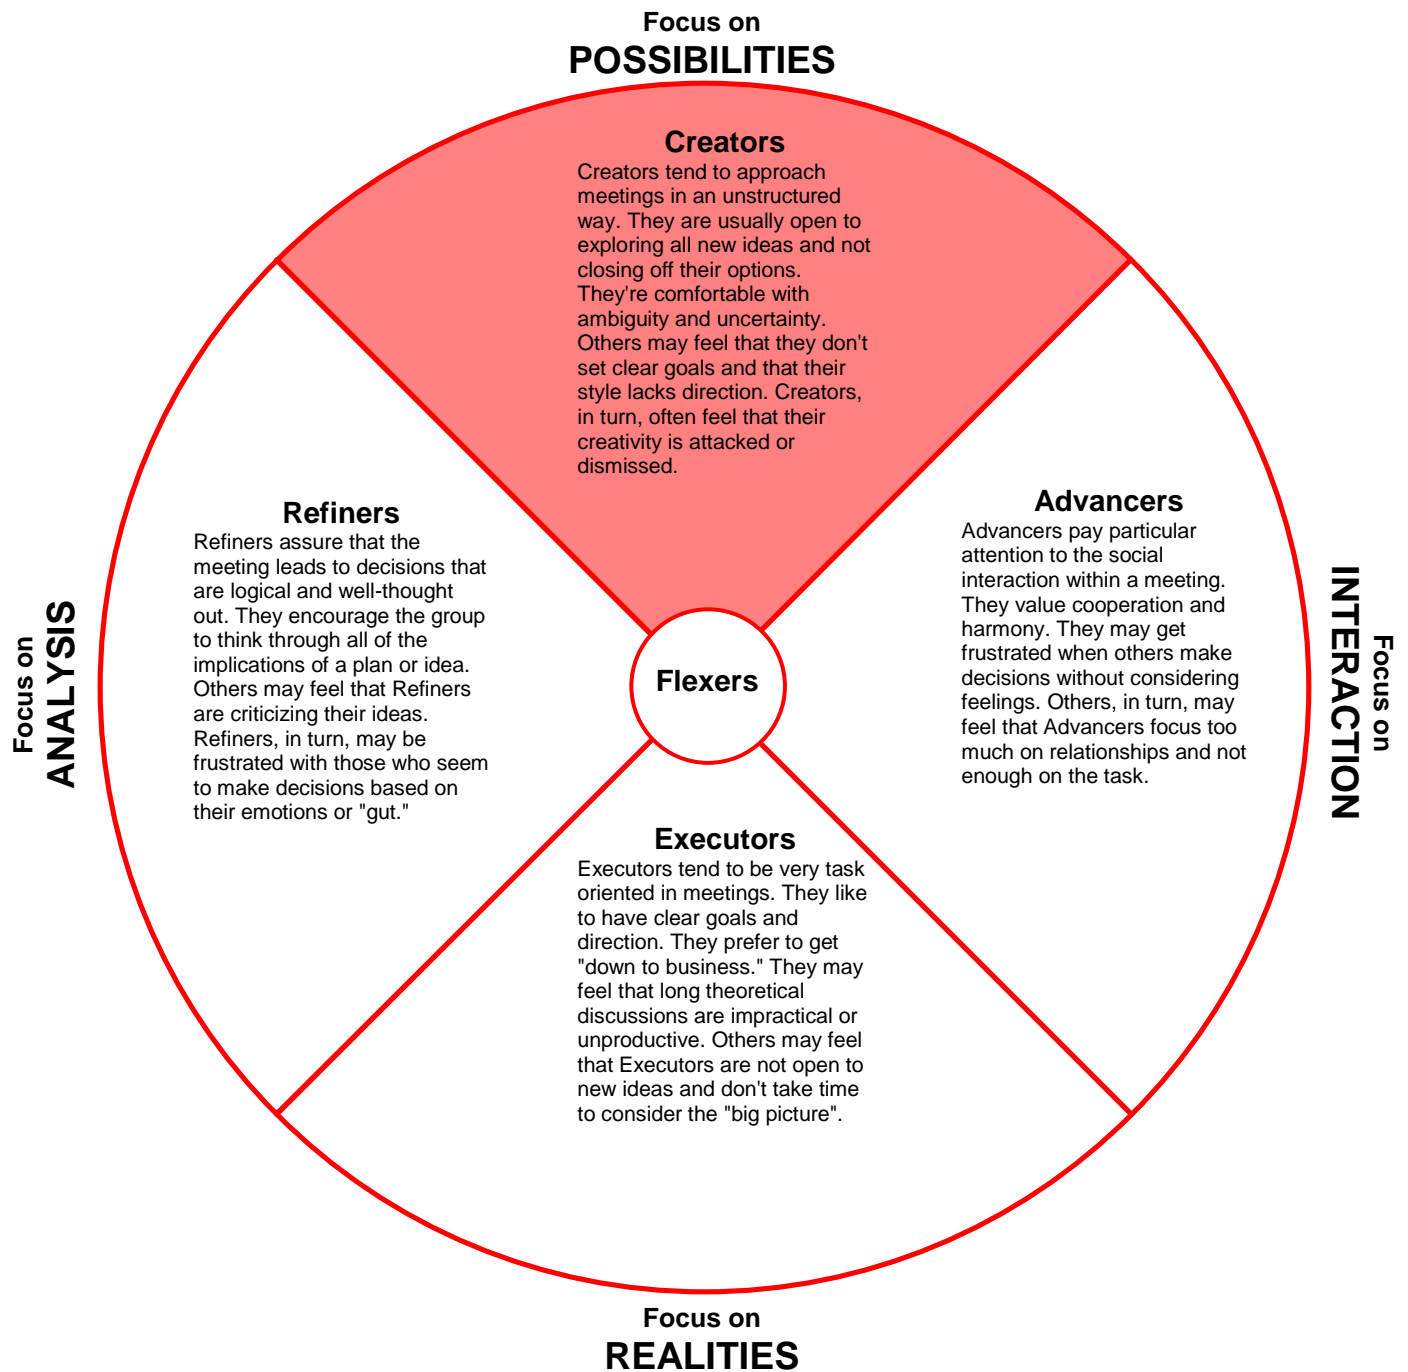 Focus on
POSSIBILITIES
Creators
Creators tend to approach
meetings in an unstructured
way. They are usually open to
exploring all new ideas and not
closing off their options.
They're comfortable with
ambiguity and uncertainty.
Others may feel that they don't
set clear goals and that their
style lacks direction. Creators,
in turn, often feel that their
creativity is attacked or
dismissed.
Focus on
ANALYSIS
Refiners
Refiners assure that the
meeting leads to decisions that
are logical and well-thought
out. They encourage the group
to think through all of the
implications of a plan or idea.
Others may feel that Refiners
are criticizing their ideas.
Refiners, in turn, may be
frustrated with those who seem
to make decisions based on
their emotions or "gut."
Flexers
Advancers
Advancers pay particular
attention to the social
interaction within a meeting.
They value cooperation and
harmony. They may get
frustrated when others make
decisions without considering
feelings. Others, in turn, may
feel that Advancers focus too
much on relationships and not
enough on the task.
Focus on
INTERACTION
Executors
Executors tend to be very task
oriented in meetings. They like
to have clear goals and
direction. They prefer to get
"down to business." They may
feel that long theoretical
discussions are impractical or
unproductive. Others may feel
that Executors are not open to
new ideas and don't take time
to consider the "big picture".
Focus on
REALITIES